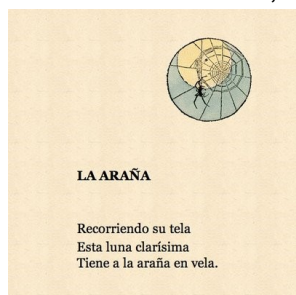 LA ARAÑA
Recorriendo su tela
Esta luna clarísima
Tiene a la araña en vela.